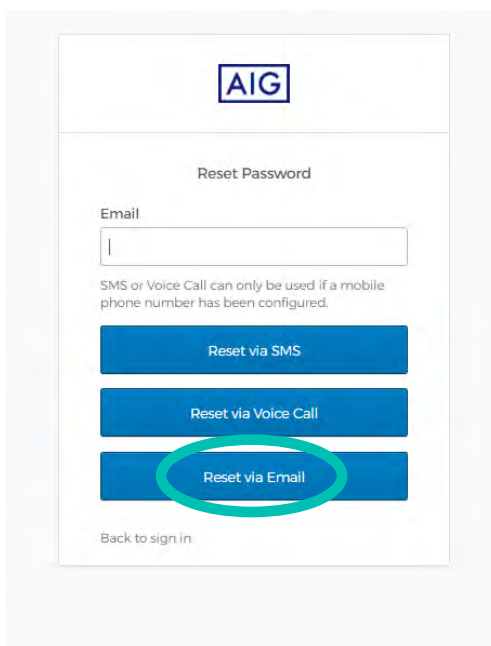 AIG
Reset Password
Email
SMS or Voice Call can only be used if a mobile
phone number has been configured.
Reset via SMS
Reset via Voice Call
Reset via Email
Back to sign in